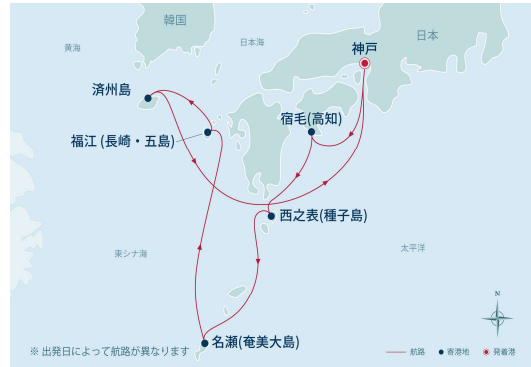 韓国
黄海
日本海
神戸
日本
済州島
宿毛(高知)
福江 (長崎・五島)
西之表(種子島)
東シナ海
太平洋
N
名瀬(奄美大島)
※ 出発日によって航路が異なります
航路
寄港地
発着港